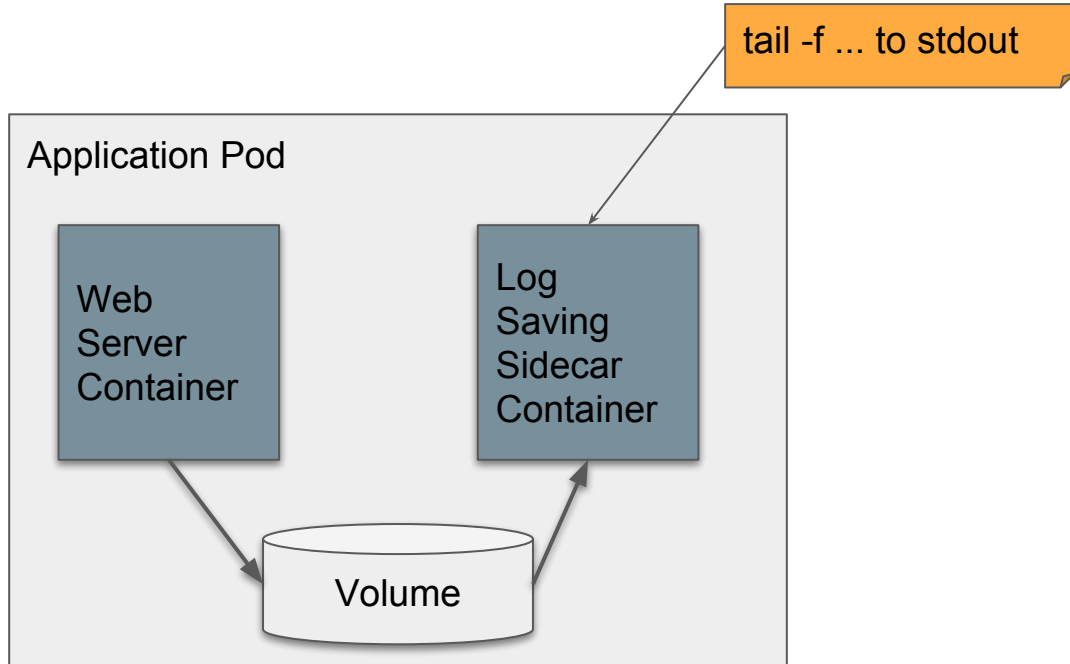 tail -f ... to stdout
Application Pod
Web
Server
Container
Log
Saving
Sidecar
Container
Volume